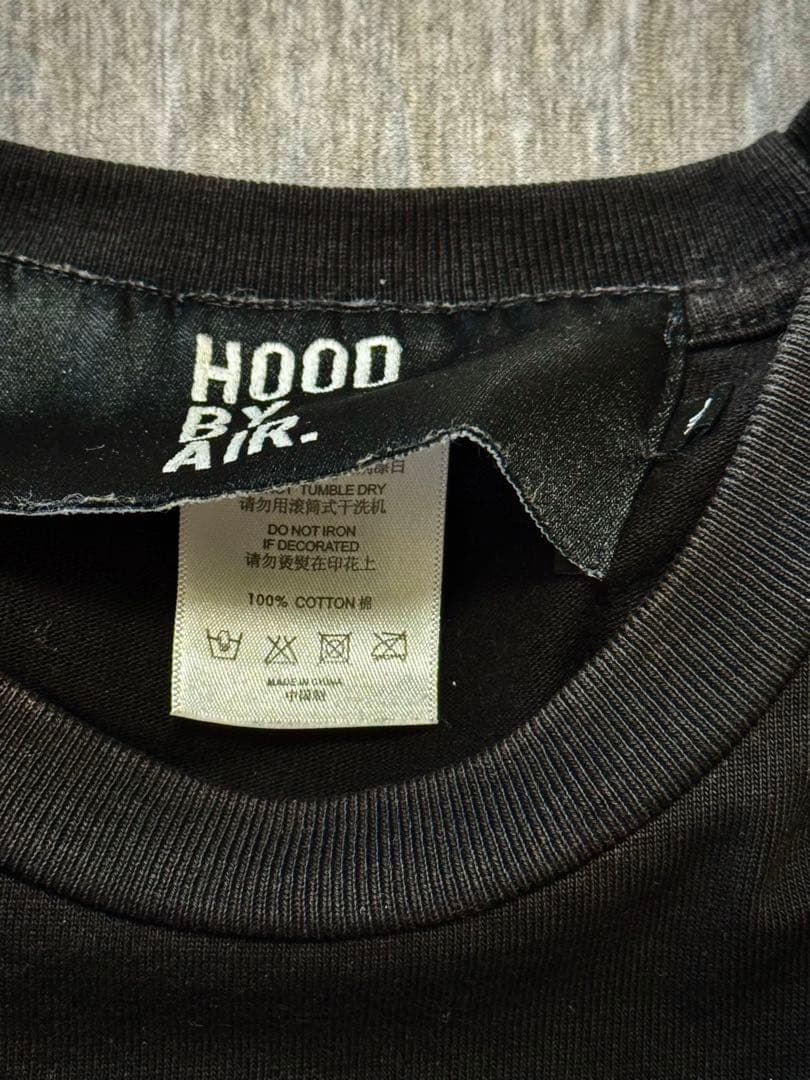 HOOD
BY
AIR.
TUMBLE DRY
请勿用滚筒式干洗机
DO NOT IRON
IF DECORATED
请勿烫熨在印花上
100% COTTON 棉
MADE IN CHINA
中国製